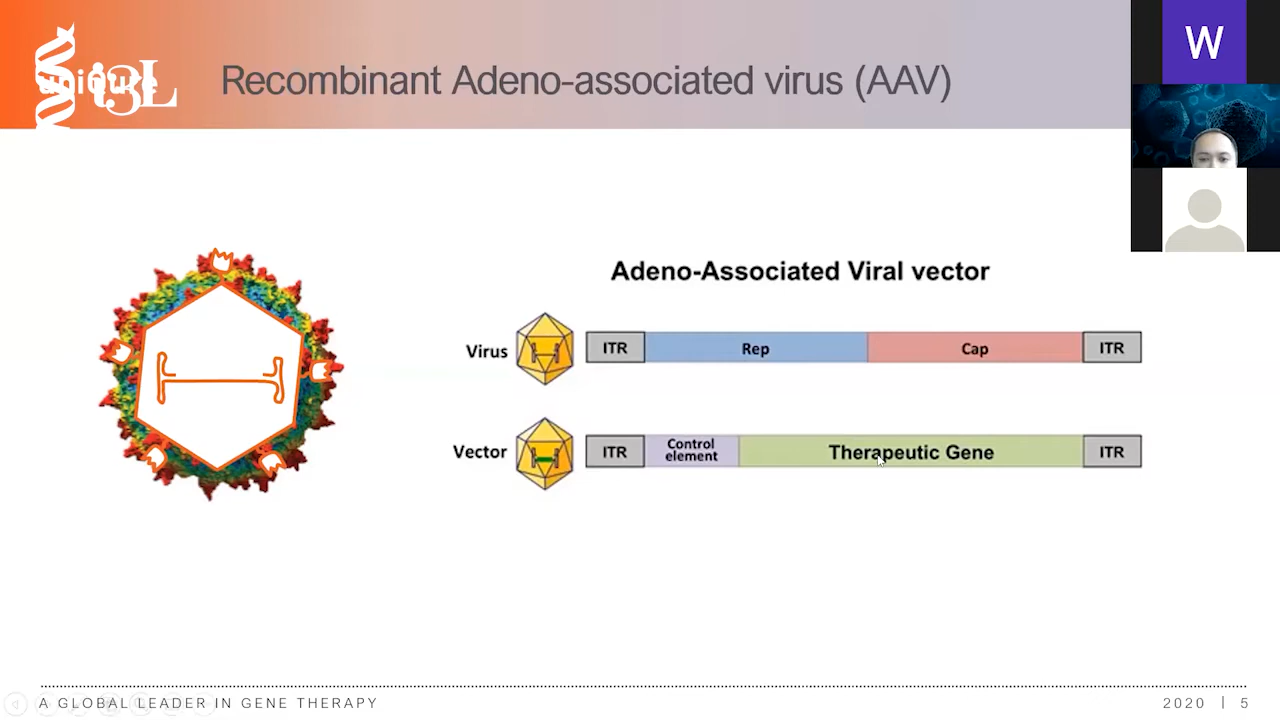 uniQure
i3L
Recombinant Adeno-associated virus (AAV)
W
Adeno-Associated Viral vector
Virus
ITR Rep Cap ITR
Vector
ITR Control element Therapeutic Gene ITR
A GLOBAL LEADER IN GENE THERAPY
2020 | 5